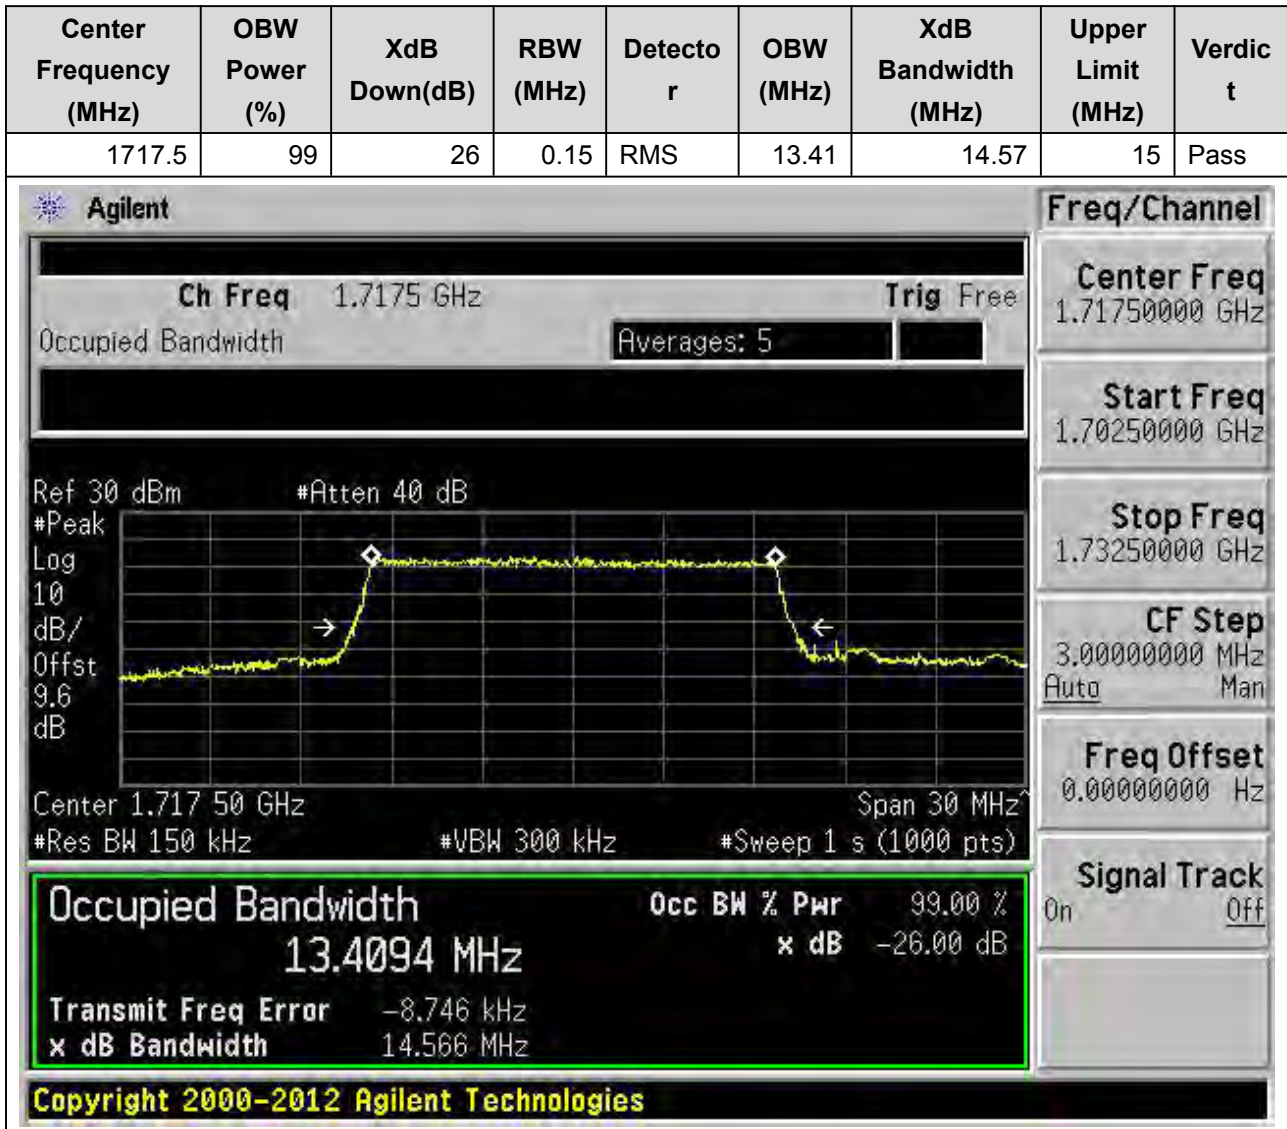 Center Frequency (MHz) OBW Power (%) XdB Down(dB) RBW (MHz) Detecto r OBW (MHz) XdB Bandwidth (MHz) Upper Limit (MHz) Verdic t
1717.5 99 26 0.15 RMS 13.41 14.57 15 Pass
Agilent
Freq/Channel
Ch Freq 1.7175 GHz Trig Free
Occupied Bandwidth Averages: 5
Center Freq
1.71750000 GHz
Start Freq
1.70250000 GHz
Stop Freq
1.73250000 GHz
CF Step
3.00000000 MHz
Auto Man
Freq Offset
0.00000000 Hz
Signal Track
On Off
Ref 30 dBm #Atten 40 dB
#Peak
Log
10
dB/
Offst
9.6
dB
Center 1.717 50 GHz Span 30 MHz^
#Res BW 150 kHz #VBW 300 kHz #Sweep 1 s (1000 pts)
Occupied Bandwidth Occ BW % Pwr 99.00 %
13.4094 MHz x dB -26.00 dB
Transmit Freq Error -8.746 kHz
x dB Bandwidth 14.566 MHz
Copyright 2000-2012 Agilent Technologies